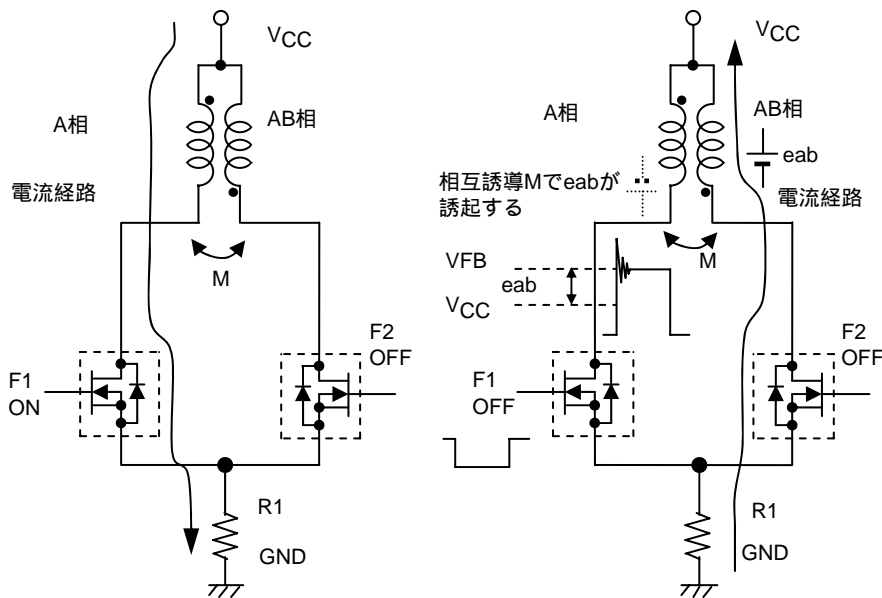 VCC
A相
AB相
電流経路
M
F1
ON
F2
OFF
R1
GND
VCC
A相
AB相
eab
相互誘導Mでeabが
誘起する
電流経路
VFB
eab
VCC
M
F1
OFF
F2
OFF
R1
GND